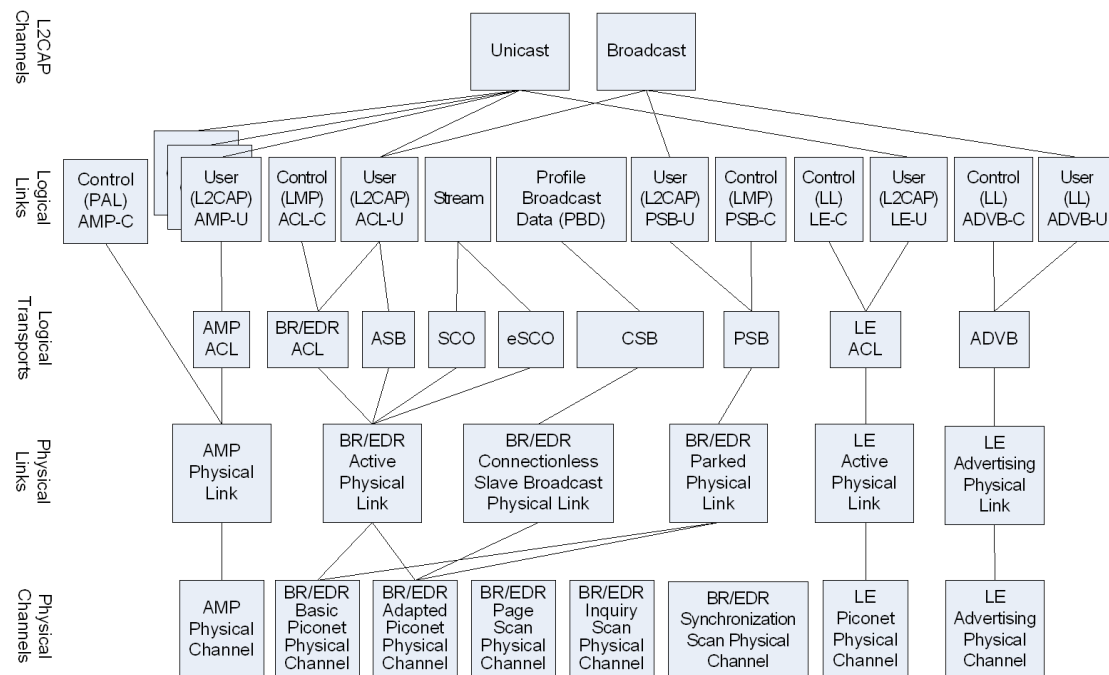 L2CAP
Channels
Unicast
Broadcast
Logical
Links
Control
(PAL)
AMP-C
User
(L2CAP)
AMP-U
Control
(LMP)
ACL-C
User
(L2CAP)
ACL-U
Stream
Profile
Broadcast
Data (PBD)
User
(L2CAP)
PSB-U
Control
(LMP)
PSB-C
Control
(LL)
LE-C
User
(L2CAP)
LE-U
Control
(LL)
ADVB-C
User
(LL)
ADVB-U
Logical
Transports
AMP
ACL
BR/EDR
ACL
ASB
SCO
eSCO
CSB
PSB
LE
ACL
ADVB
Physical
Links
AMP
Physical
Link
BR/EDR
Active
Physical
Link
BR/EDR
Connectionless
Slave Broadcast
Physical Link
BR/EDR
Parked
Physical
Link
LE
Active
Physical
Link
LE
Advertising
Physical
Link
Physical
Channels
AMP
Physical
Channel
BR/EDR
Basic
Piconet
Physical
Channel
BR/EDR
Adapted
Piconet
Physical
Channel
BR/EDR
Page
Scan
Physical
Channel
BR/EDR
Inquiry
Scan
Physical
Channel
BR/EDR
Synchronization
Scan Physical
Channel
LE
Piconet
Physical
Channel
LE
Advertising
Physical
Channel